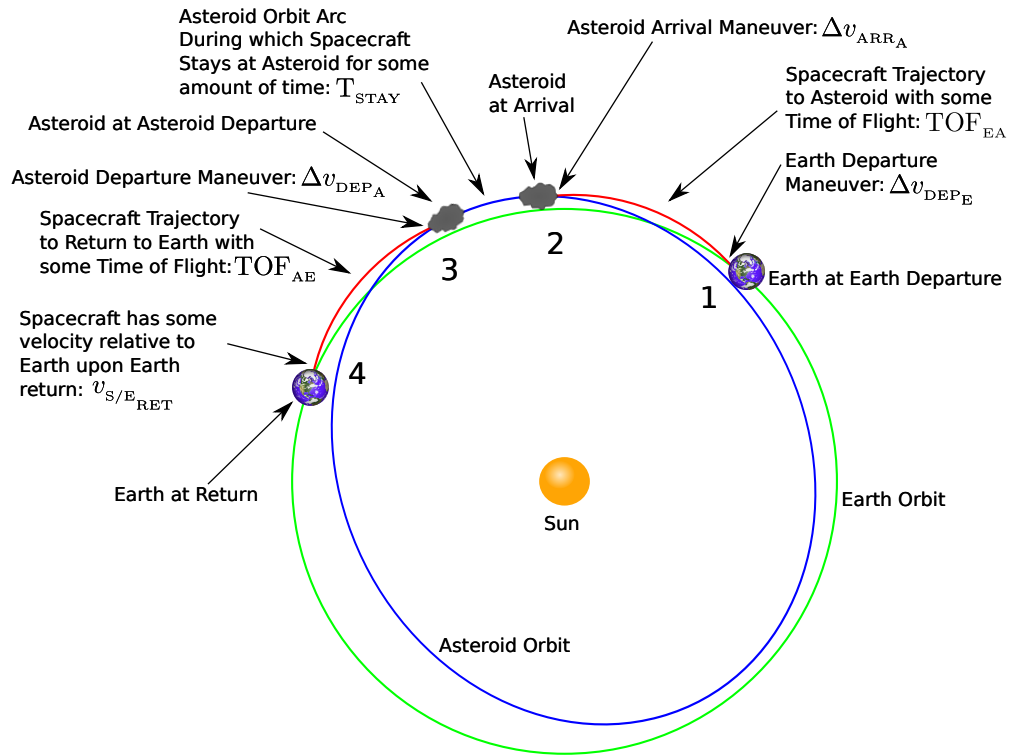 Asteroid Orbit Arc
During which Spacecraft
Stays at Asteroid for some
amount of time: T_STAY
Asteroid Arrival Maneuver: Δv_ARR_A
Asteroid
at Arrival
Spacecraft Trajectory
to Asteroid with some
Time of Flight: TOF_EA
Asteroid at Asteroid Departure
Earth Departure
Maneuver: Δv_DEP_E
Asteroid Departure Maneuver: Δv_DEP_A
Spacecraft Trajectory
to Return to Earth with
some Time of Flight: TOF_AE
2
3
1
Earth at Earth Departure
Spacecraft has some
velocity relative to
Earth upon Earth
return: v_S/E_RET
4
Earth at Return
Earth Orbit
Sun
Asteroid Orbit